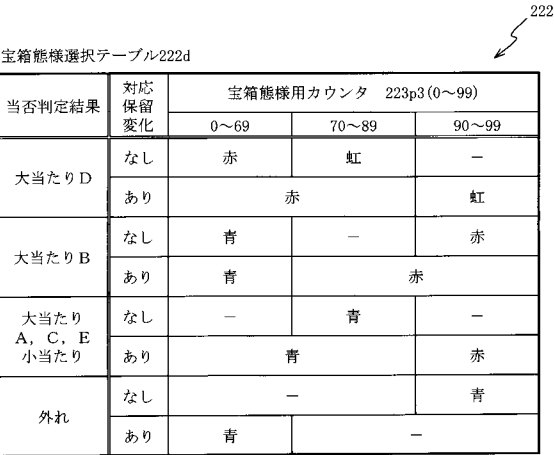 222
宝箱態様選択テーブル222d
当否判定結果 対応保留変化 宝箱態様用カウンタ 223p3(0～99)
0～69 70～89 90～99
大当たりD なし 赤 虹 －
あり 赤 虹
大当たりB なし 青 － 赤
あり 青 赤
大当たり A, C, E 小当たり なし － 青 －
あり 青 赤
外れ なし － 青
あり 青 －